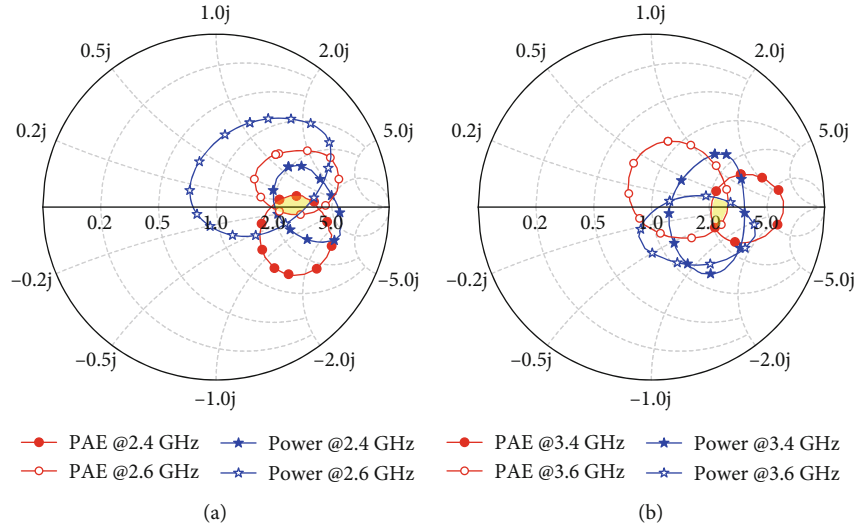 1.0j
0.5j
2.0j
0.2j
5.0j
0.2
0.5
1.0
2.0
5.0
–0.2j
–5.0j
–0.5j
–2.0j
–1.0j
PAE @2.4 GHz
Power @2.4 GHz
PAE @2.6 GHz
Power @2.6 GHz
(a)
1.0j
0.5j
2.0j
0.2j
5.0j
0.2
0.5
1.0
2.0
5.0
–0.2j
–5.0j
–0.5j
–2.0j
–1.0j
PAE @3.4 GHz
Power @3.4 GHz
PAE @3.6 GHz
Power @3.6 GHz
(b)